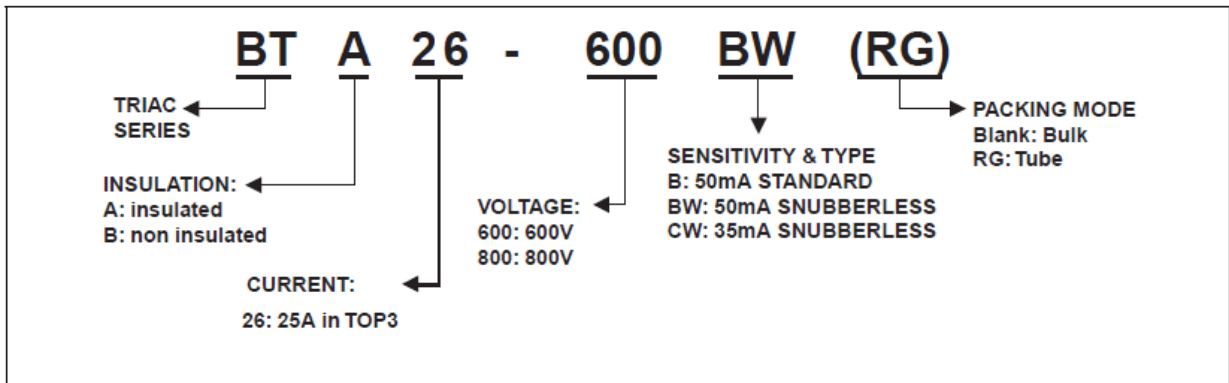 BT A 26 - 600 BW (RG)
TRIAC
SERIES
INSULATION:
A: insulated
B: non insulated
CURRENT:
26: 25A in TOP3
VOLTAGE:
600: 600V
800: 800V
SENSITIVITY & TYPE
B: 50mA STANDARD
BW: 50mA SNUBBERLESS
CW: 35mA SNUBBERLESS
PACKING MODE
Blank: Bulk
RG: Tube